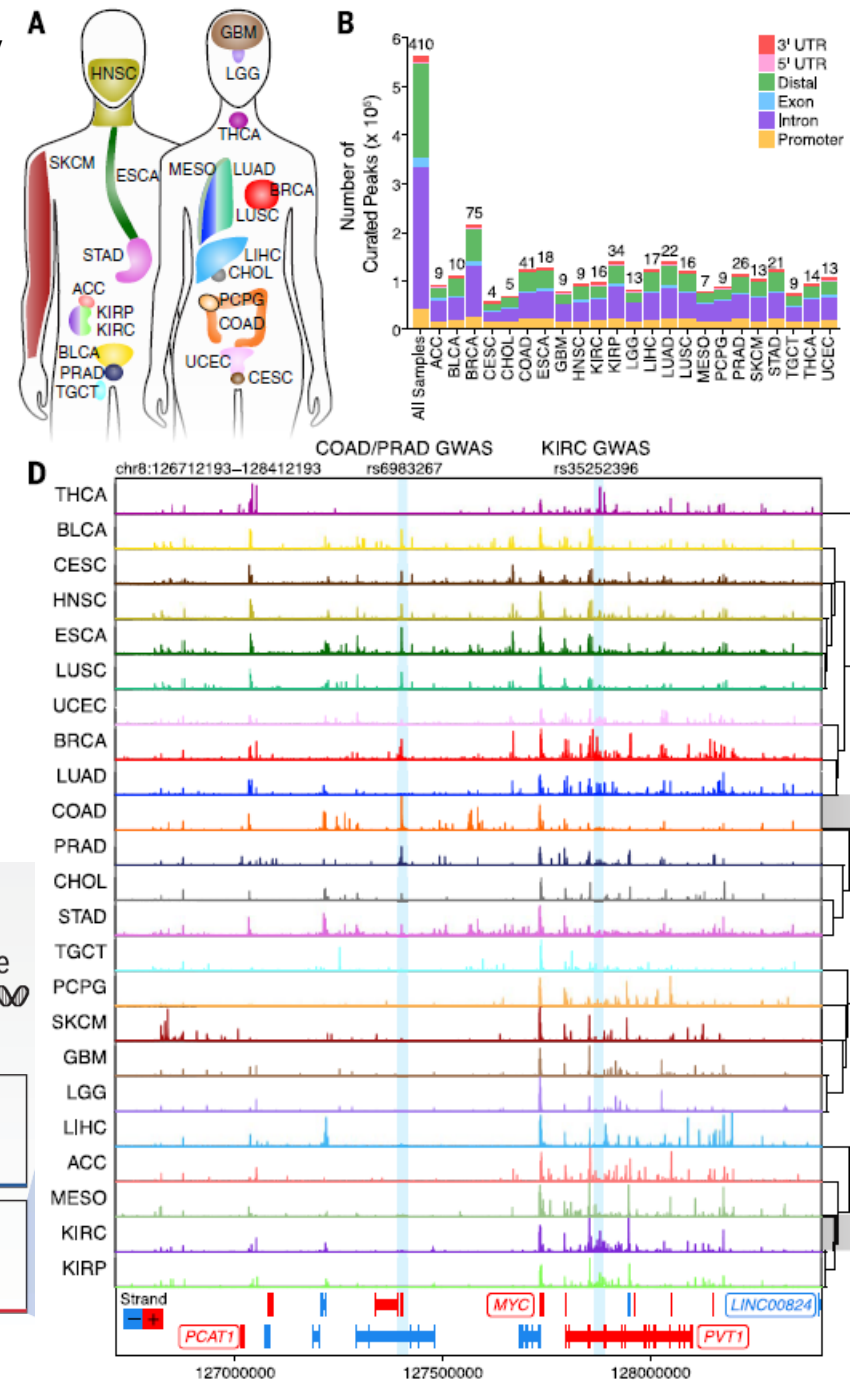 A
HNSC
SKCM
ESCA
STAD
ACC
KIRP
KIRC
BLCA
PRAD
TGCT
GBM
LGG
THCA
MESO
LUAD
BRCA
LUSC
LIHC
CHOL
PCPG
COAD
UCEC
CESC
B
Number of
Curated Peaks (x 10⁵)
6
5
4
3
2
1
0
410
9
10
75
4
5
41
18
9
9
16
34
13
17
22
16
7
9
26
13
21
9
14
13
3' UTR
5' UTR
Distal
Exon
Intron
Promoter
All Samples
ACC
BLCA
BRCA
CESC
CHOL
COAD
ESCA
GBM
HNSC
KIRC
KIRP
LGG
LIHC
LUAD
LUSC
MESO
PCPG
PRAD
SKCM
STAD
TGCT
THCA
UCEC
D
COAD/PRAD GWAS
KIRC GWAS
chr8:126712193–128412193
rs6983267
rs35252396
THCA
BLCA
CESC
HNSC
ESCA
LUSC
UCEC
BRCA
LUAD
COAD
PRAD
CHOL
STAD
TGCT
PCPG
SKCM
GBM
LGG
LIHC
ACC
MESO
KIRC
KIRP
Strand
− +
MYC
LINC00824
PCAT1
PVT1
127000000
127500000
128000000
e